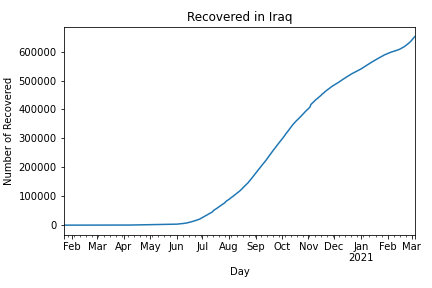 Recovered in Iraq
Number of Recovered
600000
500000
400000
300000
200000
100000
0
Feb Mar Apr May Jun Jul Aug Sep Oct Nov Dec Jan Feb Mar
2021
Day